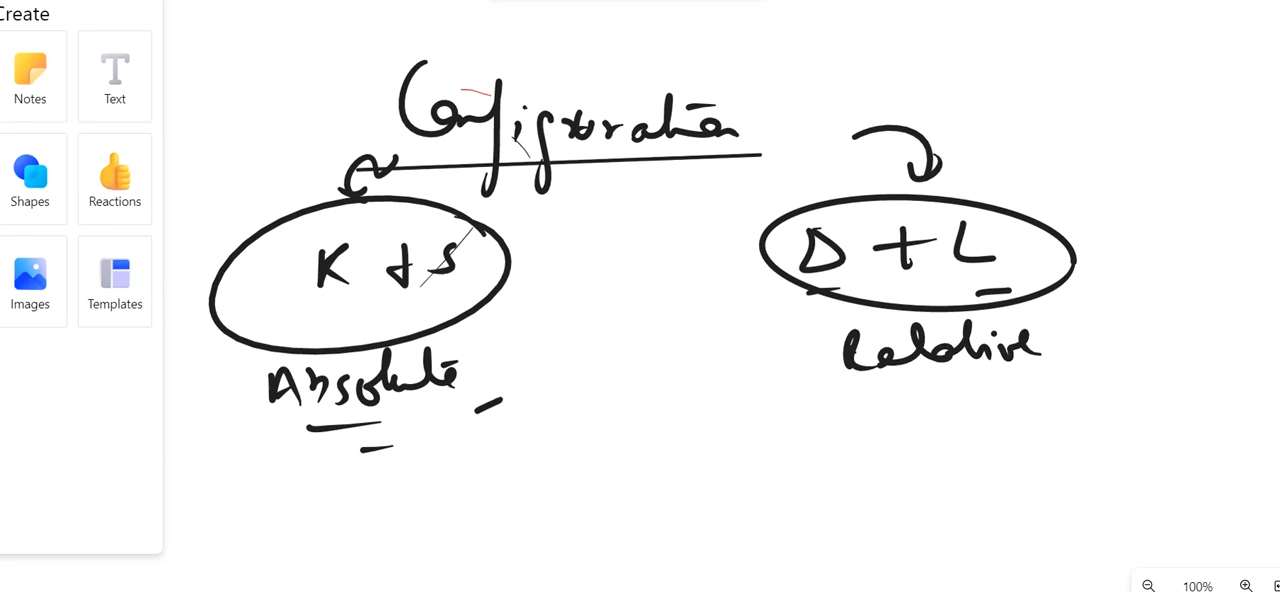 Create
Notes
Text
Shapes
Reactions
Images
Templates
Configuration
K + S
Absolute
D + L
Relative
100%